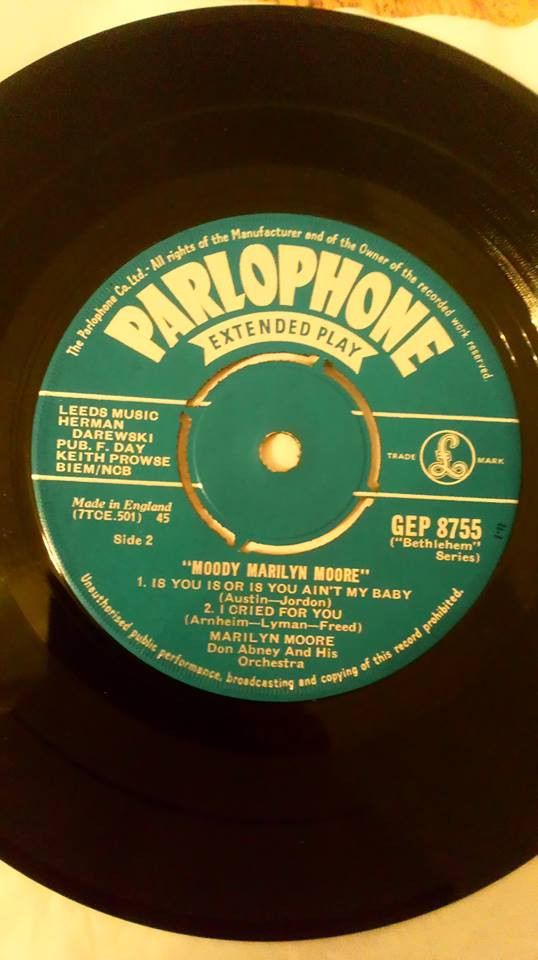 The Parlophone Co. Ltd.- All rights of the Manufacturer and of the Owner of the recorded work reserved.
PARLOPHONE
EXTENDED PLAY
LEEDS MUSIC
HERMAN
DAREWSKI
PUB. F. DAY
KEITH PROWSE
BIEM/NCB
TRADE £ MARK
Made in England
(7TCE.501) 45
Side 2
GEP 8755
("Bethlehem"
Series)
"MOODY MARILYN MOORE"
1. IS YOU IS OR IS YOU AIN'T MY BABY
(Austin—Jordon)
2. I CRIED FOR YOU
(Arnheim—Lyman—Freed)
MARILYN MOORE
Don Abney And His
Orchestra
Unauthorised public performance, broadcasting and copying of this record prohibited.